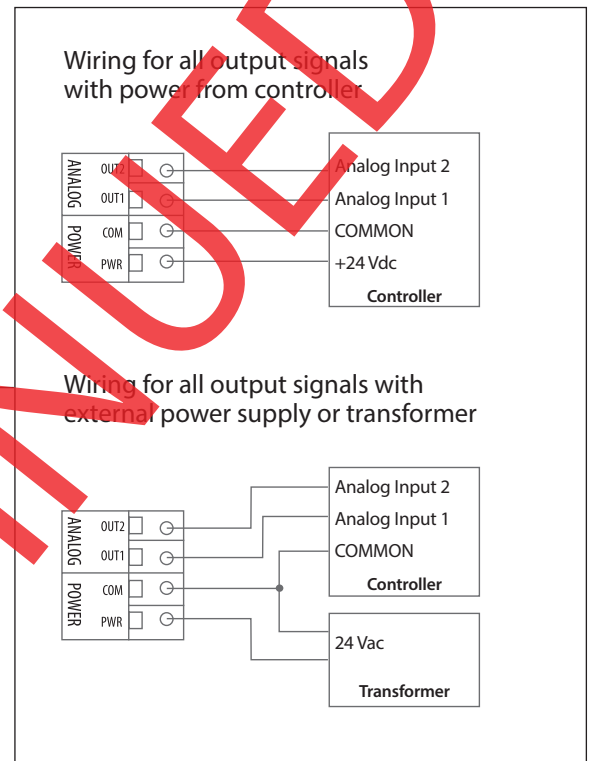 Wiring for all output signals
with power from controller
ANALOG
OUT2
OUT1
POWER
COM
PWR
Analog Input 2
Analog Input 1
COMMON
+24 Vdc
Controller
Wiring for all output signals with
external power supply or transformer
ANALOG
OUT2
OUT1
POWER
COM
PWR
Analog Input 2
Analog Input 1
COMMON
Controller
24 Vac
Transformer
NUED